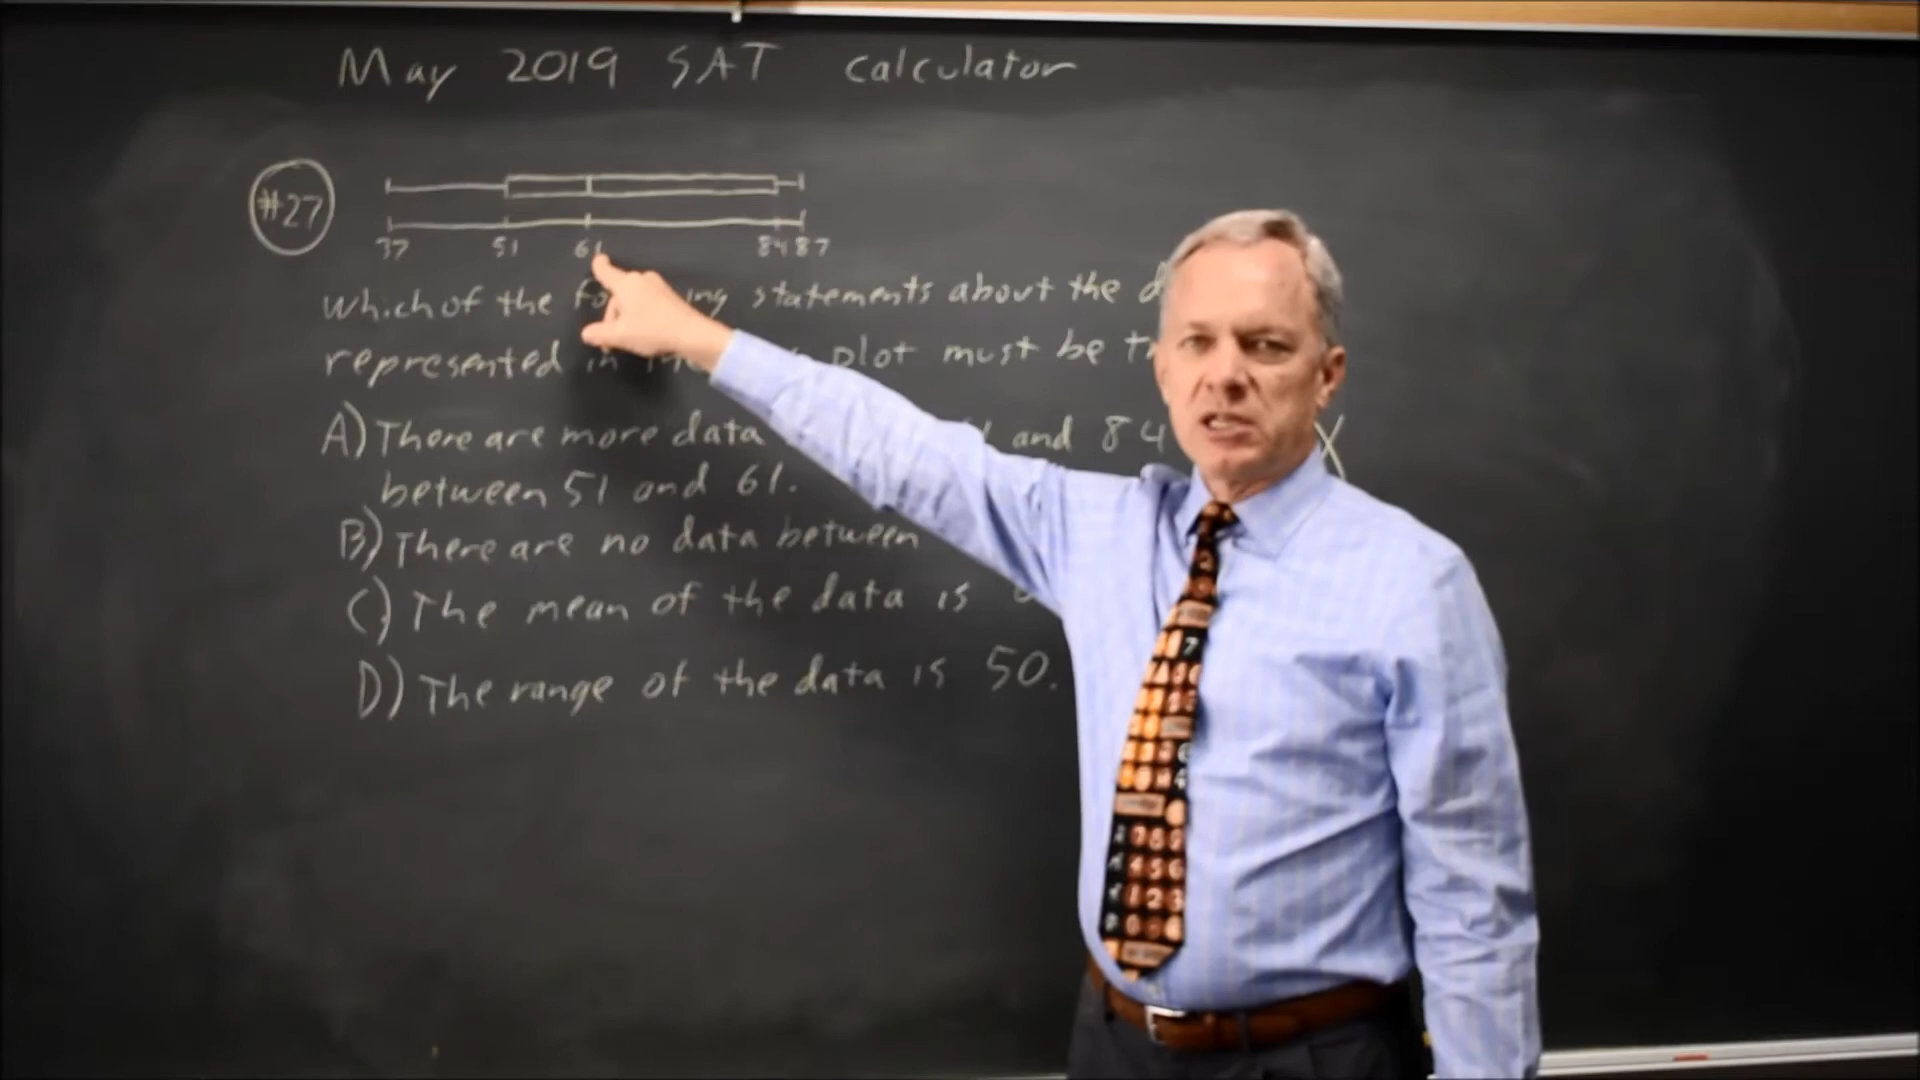 May 2019 SAT calculator
#27
37 51 61 84 87
which of the statements about the
represented in plot must be
A) There are more data and 84 X
between 51 and 61.
B) There are no data between
C) The mean of the data is
D) The range of the data is 50.